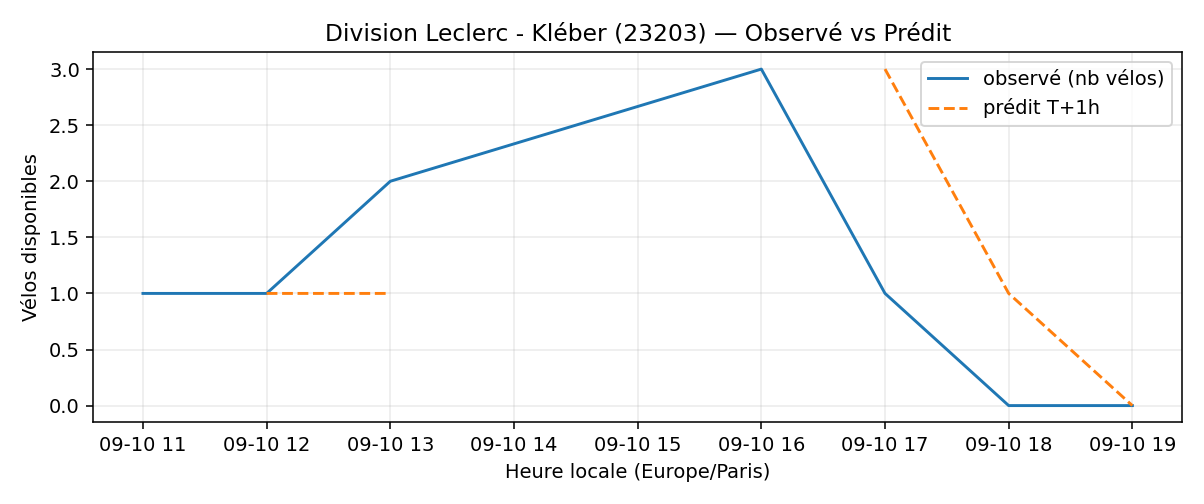 Division Leclerc - Kléber (23203) — Observé vs Prédit
observé (nb vélos)
prédit T+1h
Vélos disponibles
3.0
2.5
2.0
1.5
1.0
0.5
0.0
09-10 11 09-10 12 09-10 13 09-10 14 09-10 15 09-10 16 09-10 17 09-10 18 09-10 19
Heure locale (Europe/Paris)